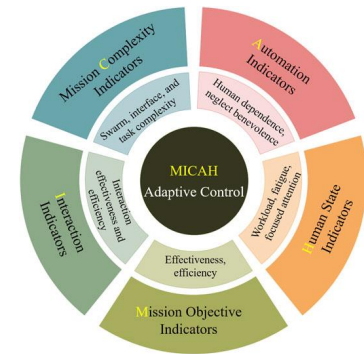 Mission Complexity
Indicators
Swarm, interface, and
task complexity
Automation
Indicators
Human dependence,
neglect benevolence
MICAH
Adaptive Control
Interaction
Indicators
Interaction
effectiveness and
efficiency
Workload, fatigue,
focused attention
Human State
Indicators
Effectiveness,
efficiency
Mission Objective
Indicators